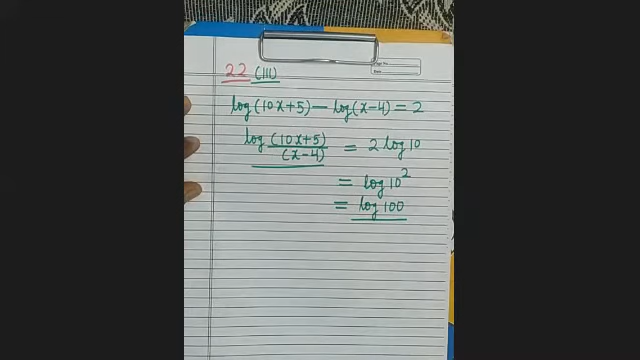 22 (III)
log(10x+5) − log(x−4) = 2
log (10x+5)/(x−4) = 2 log 10
= log 10²
= log 100